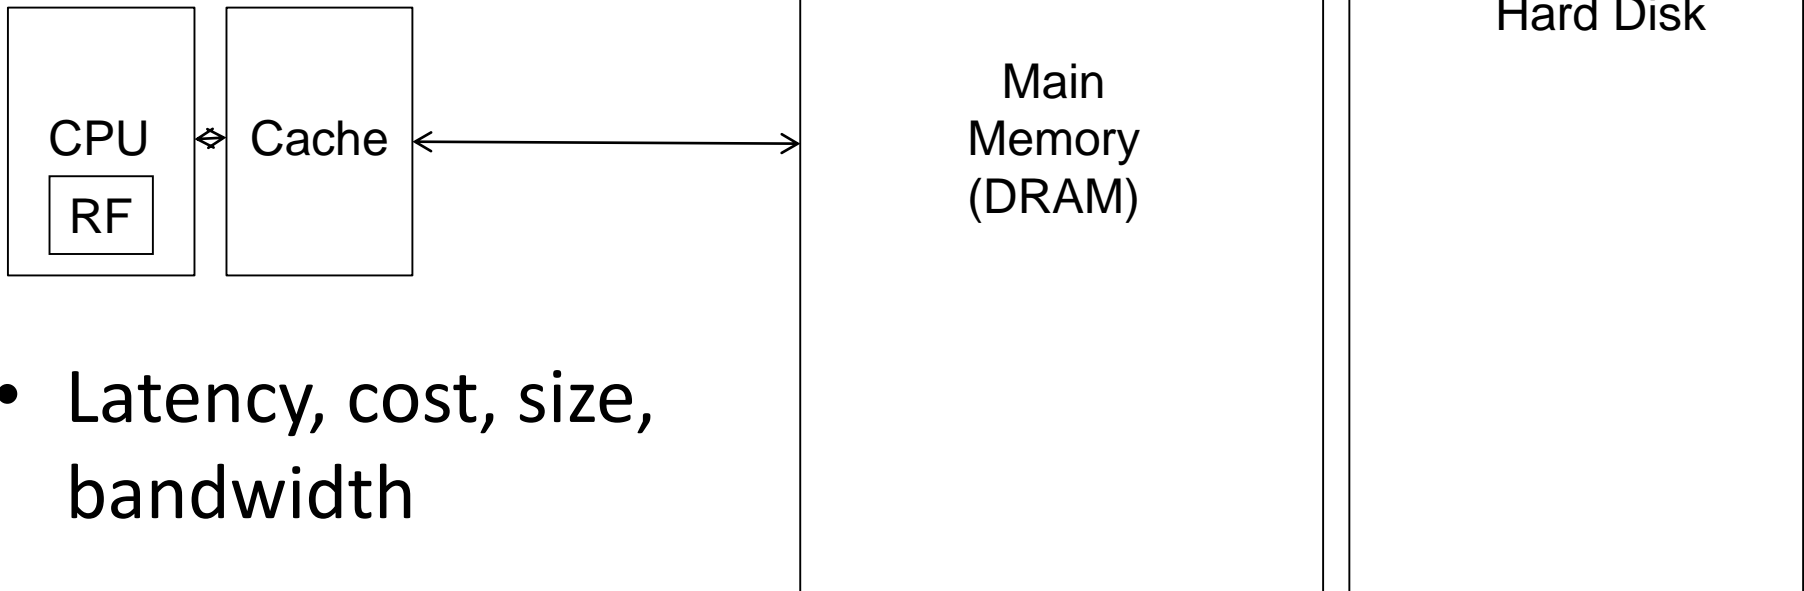 Hard Disk
Main
Memory
(DRAM)
CPU
Cache
RF
• Latency, cost, size,
bandwidth